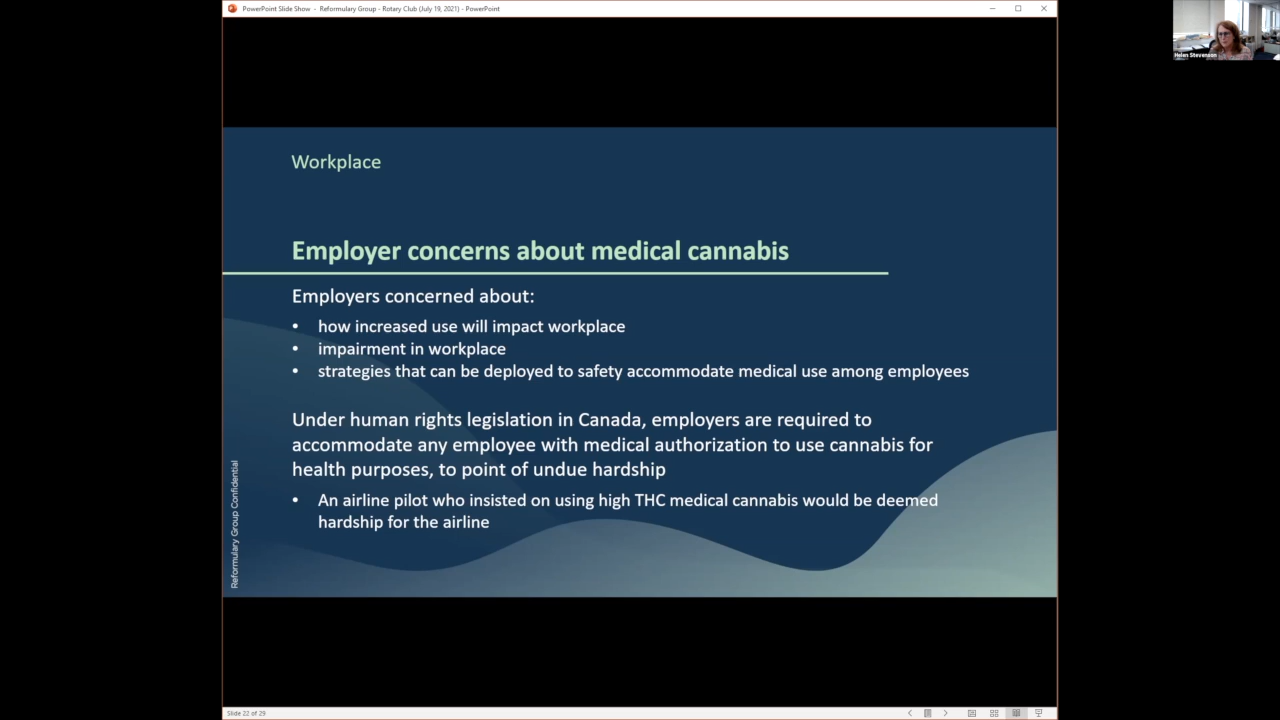 PowerPoint Slide Show - Reformulary Group - Rotary Club (July 19, 2021) - PowerPoint
Helen Stevenson
Workplace
Employer concerns about medical cannabis
Employers concerned about:
• how increased use will impact workplace
• impairment in workplace
• strategies that can be deployed to safety accommodate medical use among employees
Under human rights legislation in Canada, employers are required to
accommodate any employee with medical authorization to use cannabis for
health purposes, to point of undue hardship
• An airline pilot who insisted on using high THC medical cannabis would be deemed
hardship for the airline
Reformulary Group Confidential
Slide 22 of 29